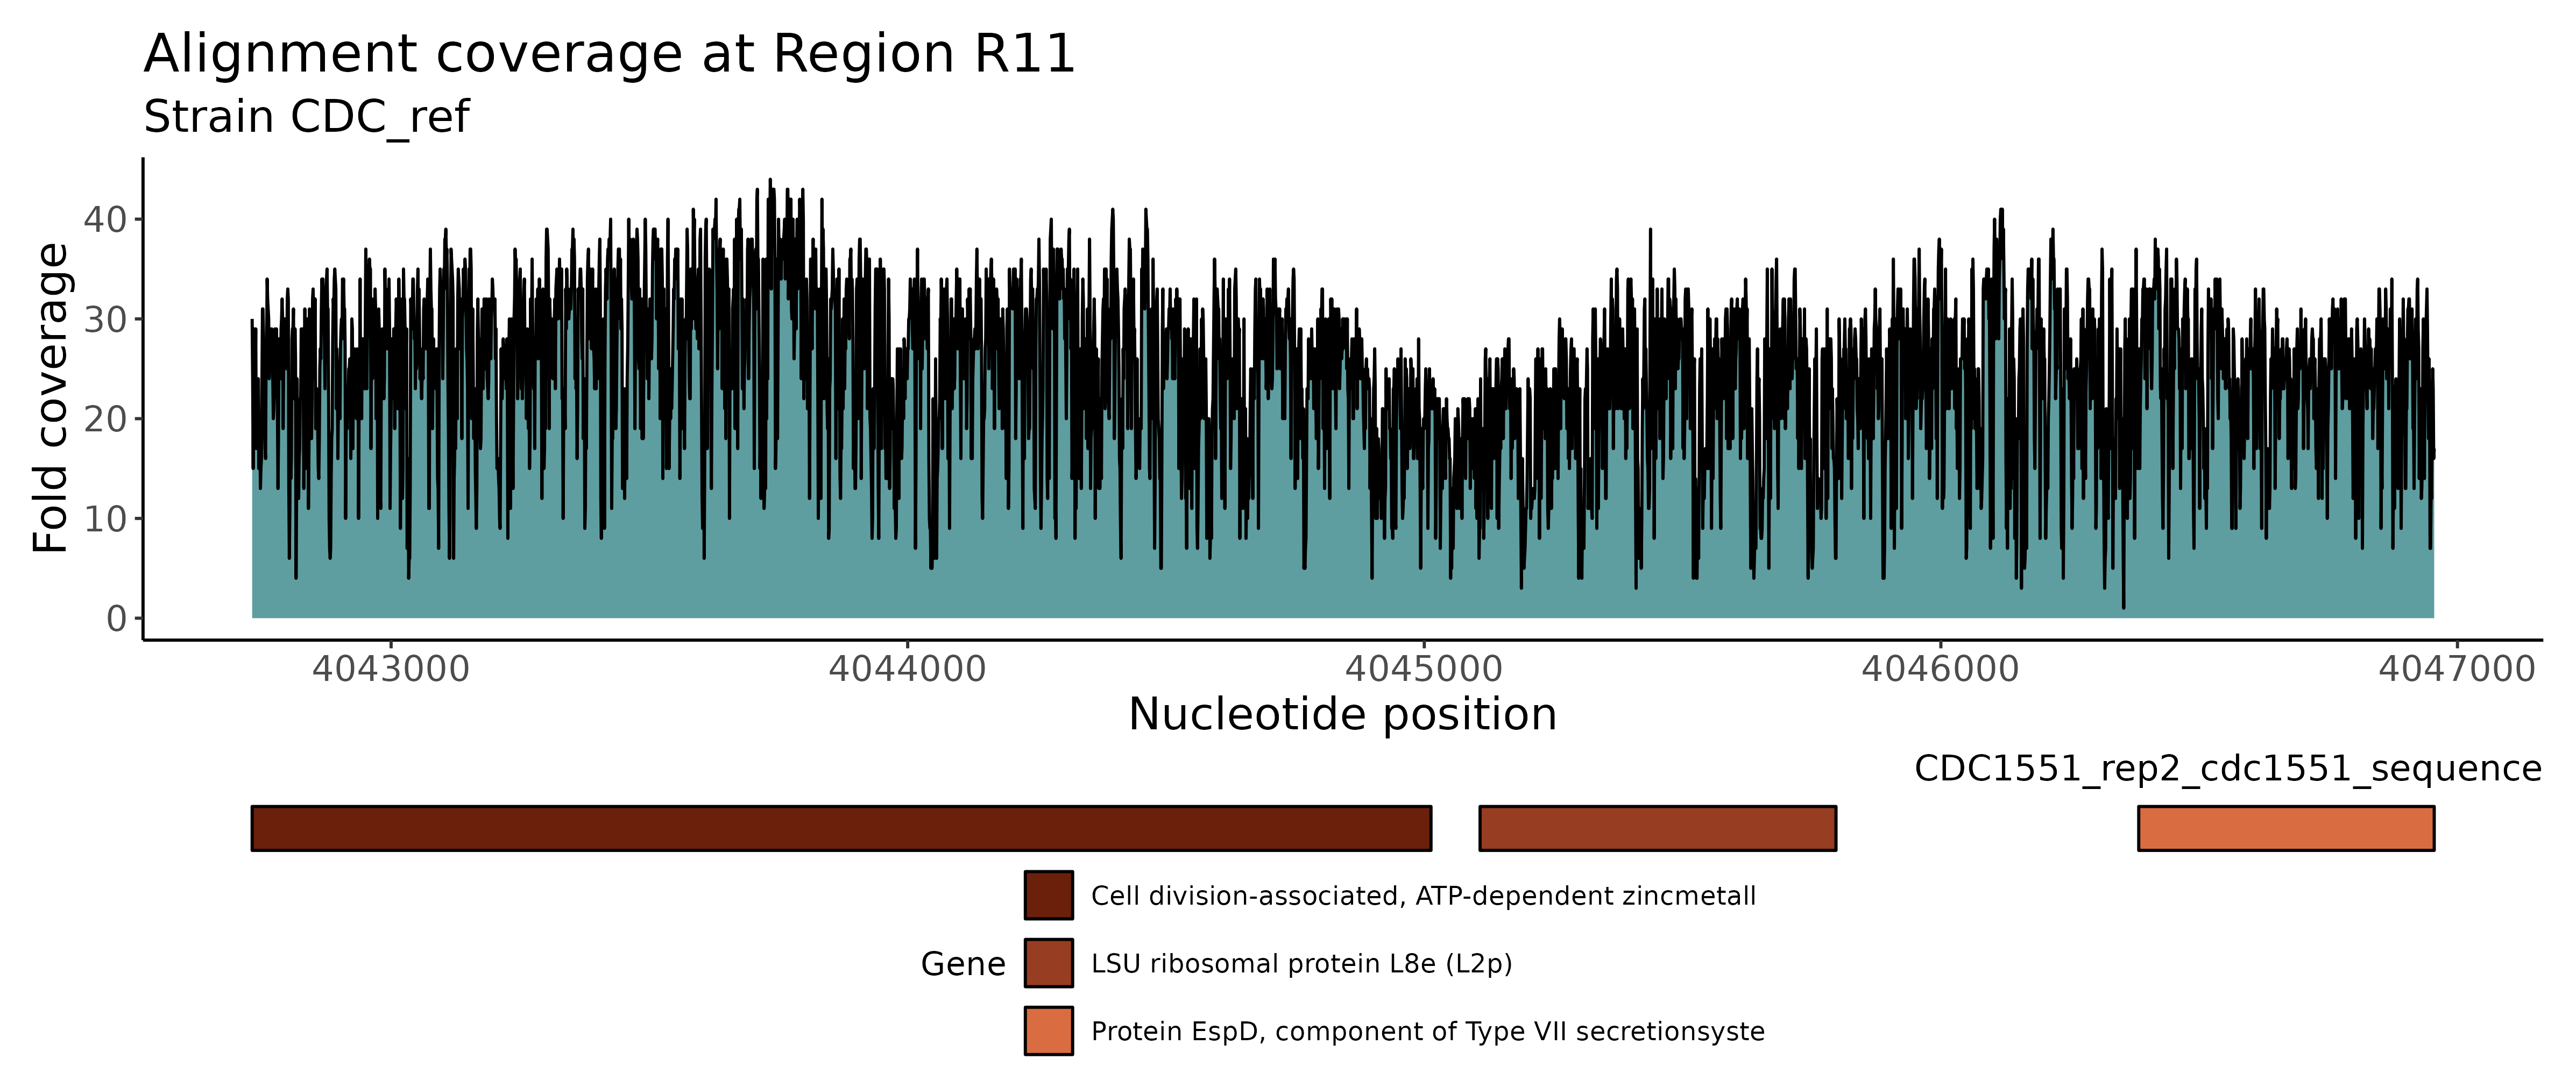 Alignment coverage at Region R11
Strain CDC_ref
Fold coverage
40
30
20
10
0
4043000 4044000 4045000 4046000 4047000
Nucleotide position
CDC1551_rep2_cdc1551_sequence
Cell division-associated, ATP-dependent zincmetall
Gene LSU ribosomal protein L8e (L2p)
Protein EspD, component of Type VII secretionsyste